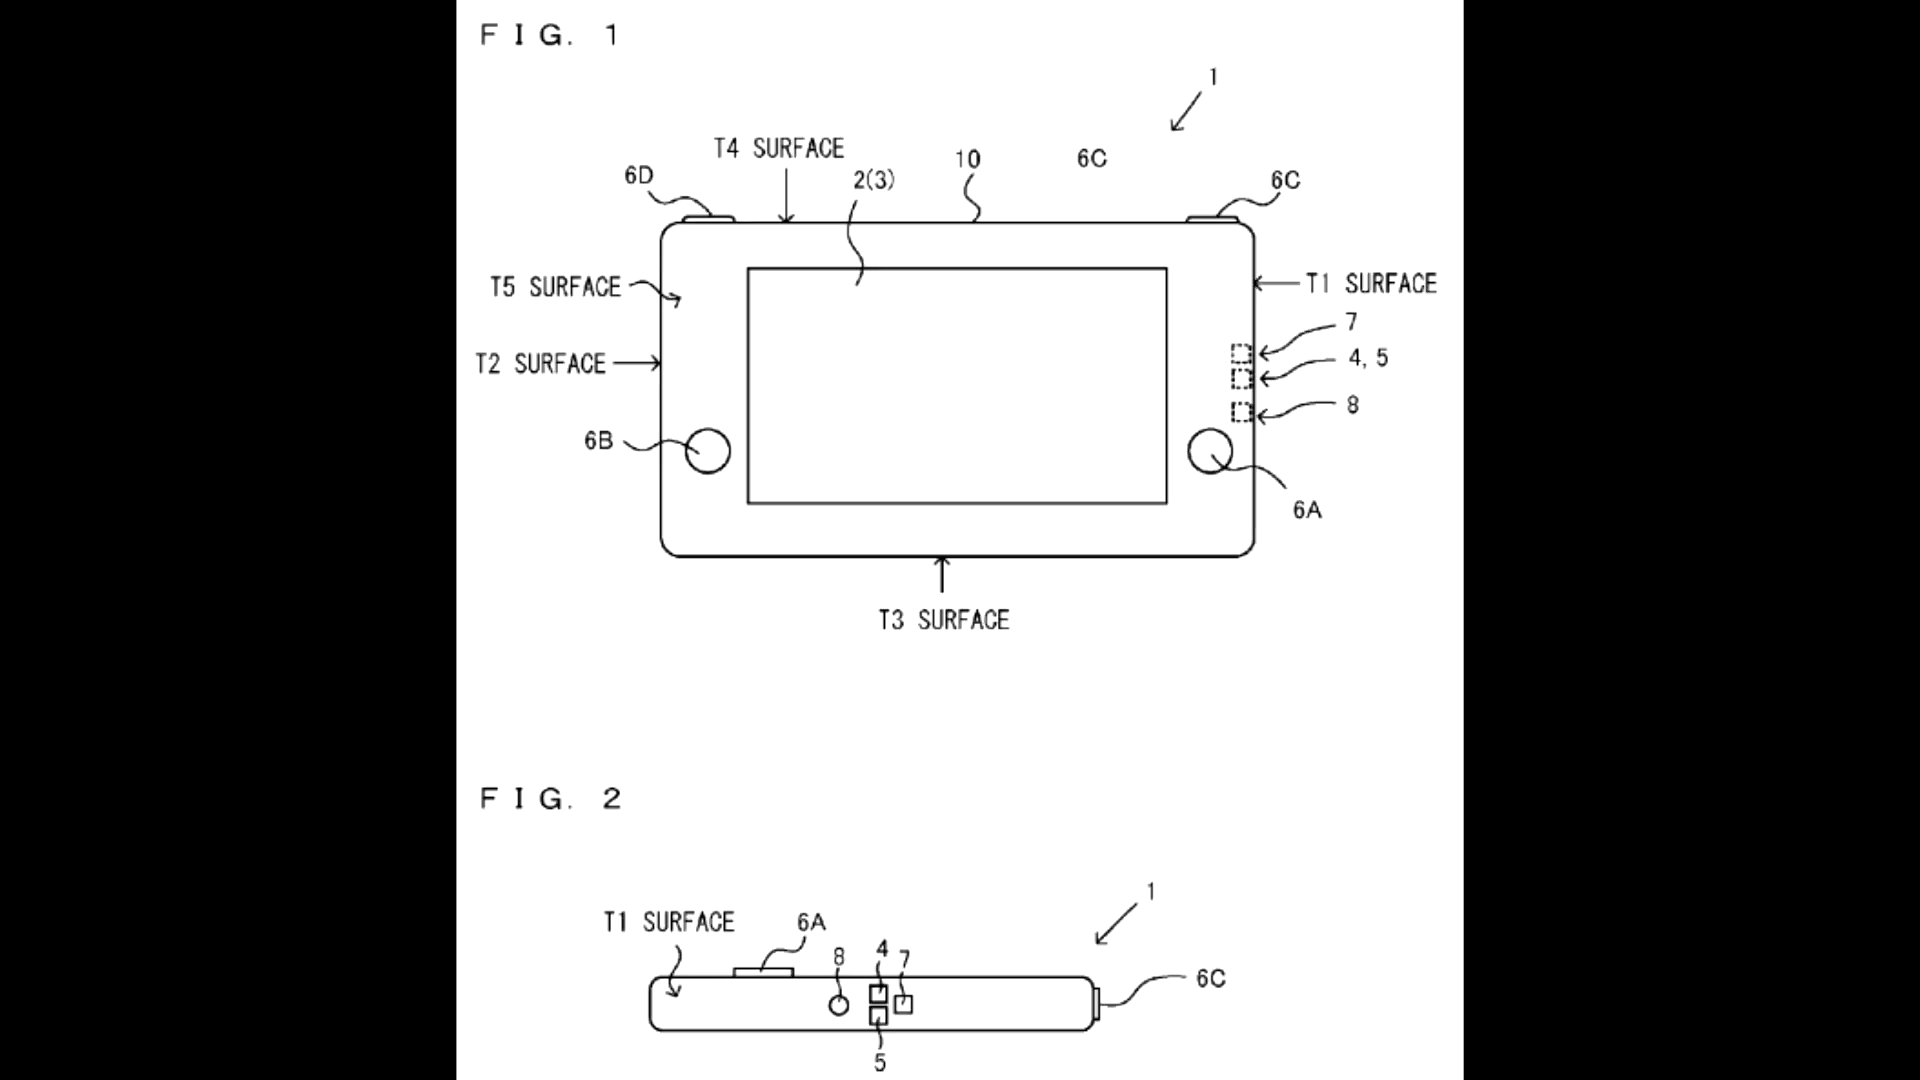 FIG. 1
1
T4 SURFACE
10
6C
6D
2(3)
6C
T5 SURFACE
T1 SURFACE
7
T2 SURFACE
4, 5
8
6B
6A
T3 SURFACE
FIG. 2
1
T1 SURFACE
6A
8
4
7
6C
5